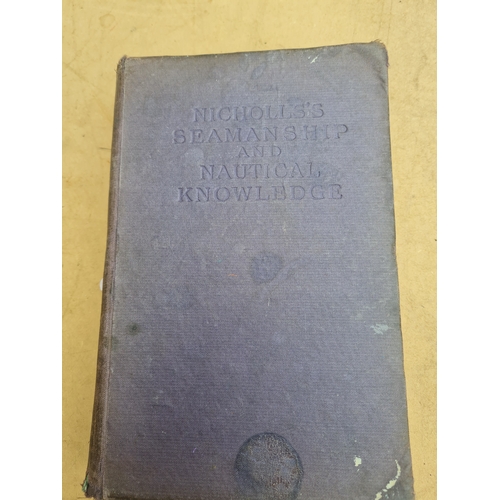 NICHOLLS'S
SEAMANSHIP
AND
NAUTICAL
KNOWLEDGE